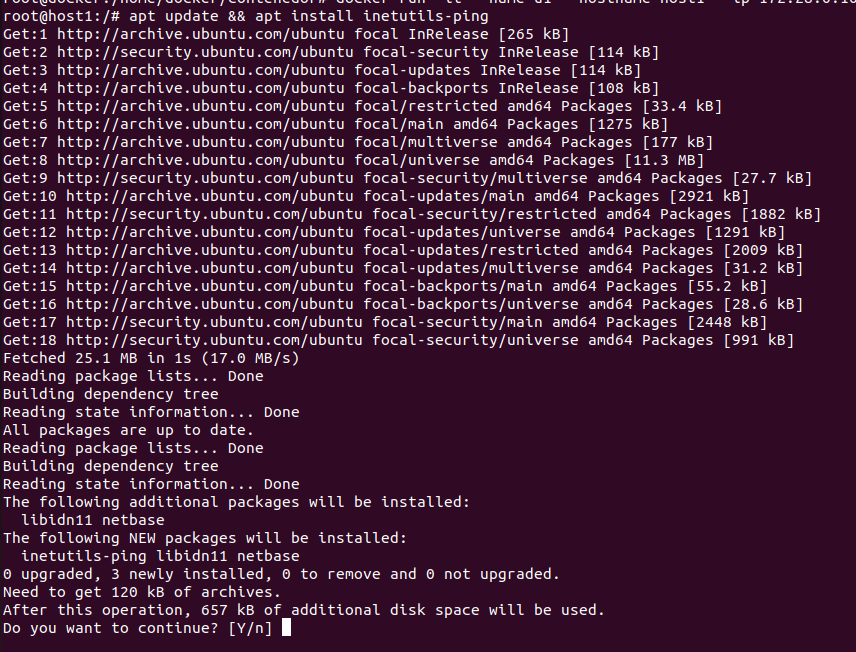 root@host1:/# apt update && apt install inetutils-ping
Get:1 http://archive.ubuntu.com/ubuntu focal InRelease [265 kB]
Get:2 http://security.ubuntu.com/ubuntu focal-security InRelease [114 kB]
Get:3 http://archive.ubuntu.com/ubuntu focal-updates InRelease [114 kB]
Get:4 http://archive.ubuntu.com/ubuntu focal-backports InRelease [108 kB]
Get:5 http://archive.ubuntu.com/ubuntu focal/restricted amd64 Packages [33.4 kB]
Get:6 http://archive.ubuntu.com/ubuntu focal/main amd64 Packages [1275 kB]
Get:7 http://archive.ubuntu.com/ubuntu focal/multiverse amd64 Packages [177 kB]
Get:8 http://archive.ubuntu.com/ubuntu focal/universe amd64 Packages [11.3 MB]
Get:9 http://security.ubuntu.com/ubuntu focal-security/multiverse amd64 Packages [27.7 kB]
Get:10 http://archive.ubuntu.com/ubuntu focal-updates/main amd64 Packages [2921 kB]
Get:11 http://security.ubuntu.com/ubuntu focal-security/restricted amd64 Packages [1882 kB]
Get:12 http://archive.ubuntu.com/ubuntu focal-updates/universe amd64 Packages [1291 kB]
Get:13 http://archive.ubuntu.com/ubuntu focal-updates/restricted amd64 Packages [2009 kB]
Get:14 http://archive.ubuntu.com/ubuntu focal-updates/multiverse amd64 Packages [31.2 kB]
Get:15 http://archive.ubuntu.com/ubuntu focal-backports/main amd64 Packages [55.2 kB]
Get:16 http://archive.ubuntu.com/ubuntu focal-backports/universe amd64 Packages [28.6 kB]
Get:17 http://security.ubuntu.com/ubuntu focal-security/main amd64 Packages [2448 kB]
Get:18 http://security.ubuntu.com/ubuntu focal-security/universe amd64 Packages [991 kB]
Fetched 25.1 MB in 1s (17.0 MB/s)
Reading package lists... Done
Building dependency tree
Reading state information... Done
All packages are up to date.
Reading package lists... Done
Building dependency tree
Reading state information... Done
The following additional packages will be installed:
  libidn11 netbase
The following NEW packages will be installed:
  inetutils-ping libidn11 netbase
0 upgraded, 3 newly installed, 0 to remove and 0 not upgraded.
Need to get 120 kB of archives.
After this operation, 657 kB of additional disk space will be used.
Do you want to continue? [Y/n]